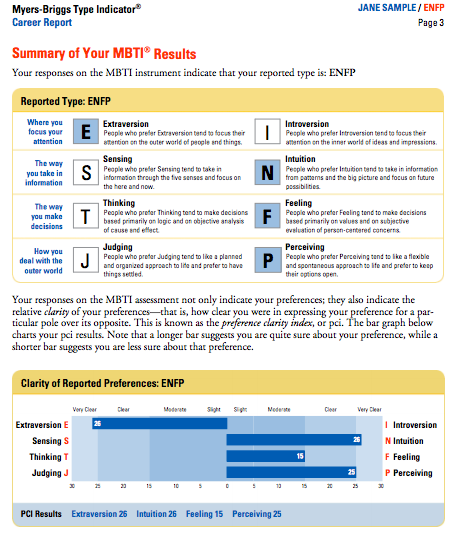 Myers-Briggs Type Indicator®
Career Report
JANE SAMPLE / ENFP
Page 3
Summary of Your MBTI® Results
Your responses on the MBTI instrument indicate that your reported type is: ENFP
Reported Type: ENFP
Where you
focus your
attention
E
Extraversion
People who prefer Extraversion tend to focus their
attention on the outer world of people and things.
I
Introversion
People who prefer Introversion tend to focus their
attention on the inner world of ideas and impressions.
The way
you take in
information
S
Sensing
People who prefer Sensing tend to take in
information through the five senses and focus on
the here and now.
N
Intuition
People who prefer Intuition tend to take in information
from patterns and the big picture and focus on future
possibilities.
The way
you make
decisions
T
Thinking
People who prefer Thinking tend to make decisions
based primarily on logic and on objective analysis
of cause and effect.
F
Feeling
People who prefer Feeling tend to make decisions
based primarily on values and on subjective
evaluation of person-centered concerns.
How you
deal with the
outer world
J
Judging
People who prefer Judging tend to like a planned
and organized approach to life and prefer to have
things settled.
P
Perceiving
People who prefer Perceiving tend to like a flexible
and spontaneous approach to life and prefer to keep
their options open.
Your responses on the MBTI assessment not only indicate your preferences; they also indicate the
relative clarity of your preferences—that is, how clear you were in expressing your preference for a par-
ticular pole over its opposite. This is known as the preference clarity index, or pci. The bar graph below
charts your pci results. Note that a longer bar suggests you are quite sure about your preference, while a
shorter bar suggests you are less sure about that preference.
Clarity of Reported Preferences: ENFP
Very Clear Clear Moderate Slight Slight Moderate Clear Very Clear
Extraversion E 26 I Introversion
Sensing S 26 N Intuition
Thinking T 15 F Feeling
Judging J 25 P Perceiving
30 25 20 15 10 5 0 5 10 15 20 25 30
PCI Results Extraversion 26 Intuition 26 Feeling 15 Perceiving 25